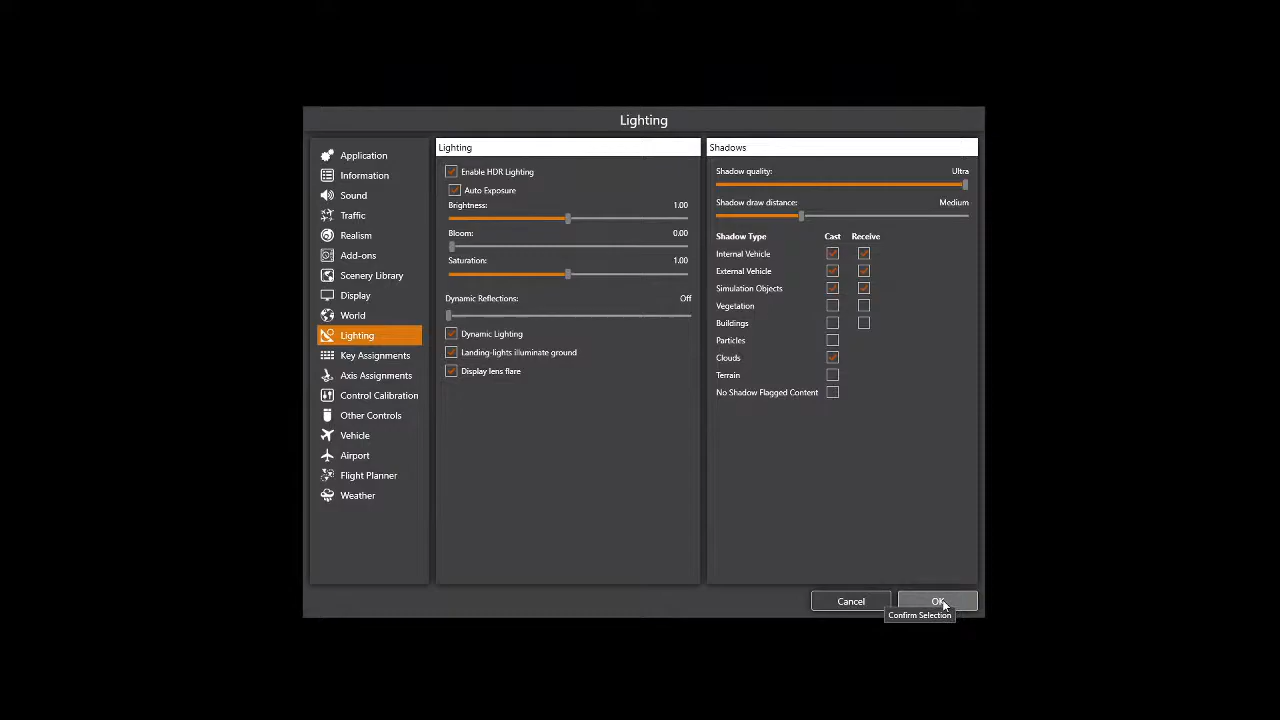 Lighting
Application
Information
Sound
Traffic
Realism
Add-ons
Scenery Library
Display
World
Lighting
Key Assignments
Axis Assignments
Control Calibration
Other Controls
Vehicle
Airport
Flight Planner
Weather
Lighting
Enable HDR Lighting
Auto Exposure
Brightness: 1.00
Bloom: 0.00
Saturation: 1.00
Dynamic Reflections: Off
Dynamic Lighting
Landing-lights illuminate ground
Display lens flare
Shadows
Shadow quality: Ultra
Shadow draw distance: Medium
Shadow Type Cast Receive
Internal Vehicle
External Vehicle
Simulation Objects
Vegetation
Buildings
Particles
Clouds
Terrain
No Shadow Flagged Content
Cancel OK
Confirm Selection